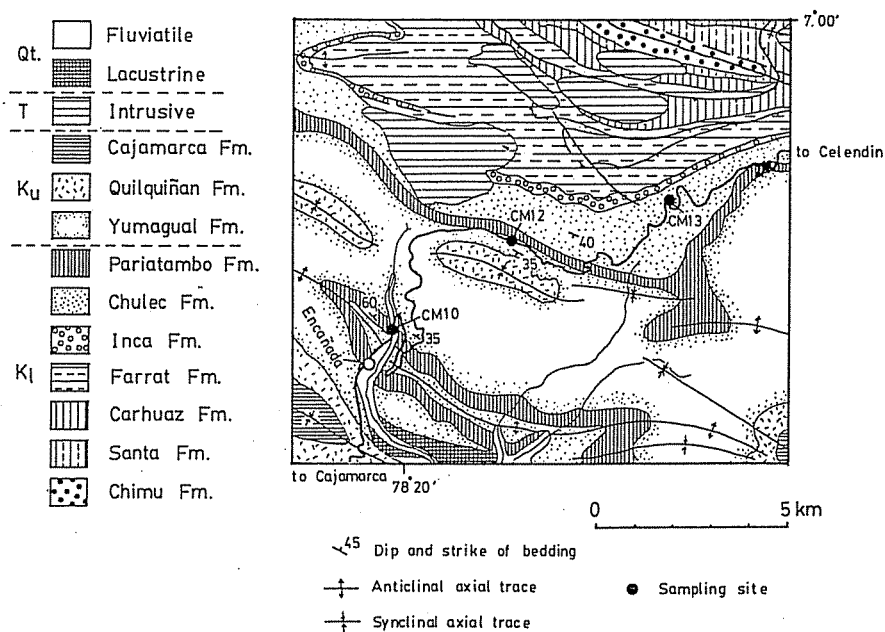 Qt.
Fluviatile
Lacustrine
T
Intrusive
Ku
Cajamarca Fm.
Quilquiñan Fm.
Yumagual Fm.
Kl
Pariatambo Fm.
Chulec Fm.
Inca Fm.
Farrat Fm.
Carhuaz Fm.
Santa Fm.
Chimu Fm.
7°00'
to Celendin
CM12
CM13
40
35
60
CM10
35
Encañada
to Cajamarca
78°20'
0 5 km
45 Dip and strike of bedding
Anticlinal axial trace
Sampling site
Synclinal axial trace